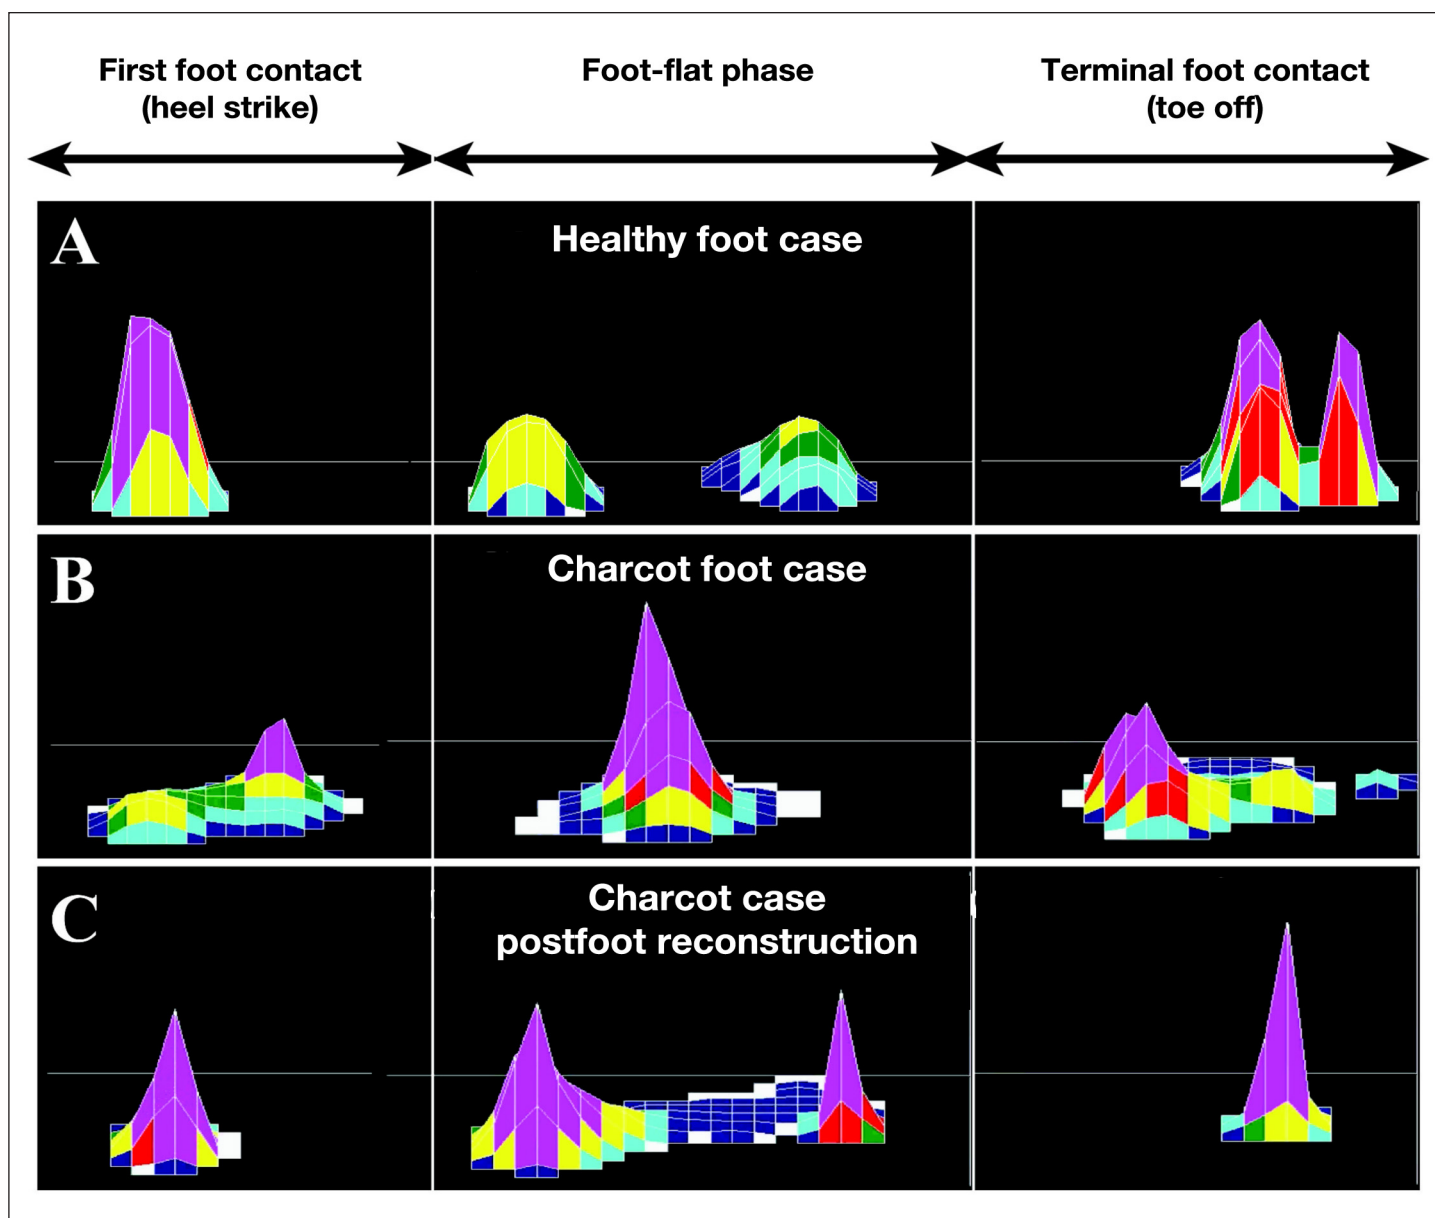 First foot contact
(heel strike)
Foot-flat phase
Terminal foot contact
(toe off)
A
Healthy foot case
B
Charcot foot case
C
Charcot case
postfoot reconstruction